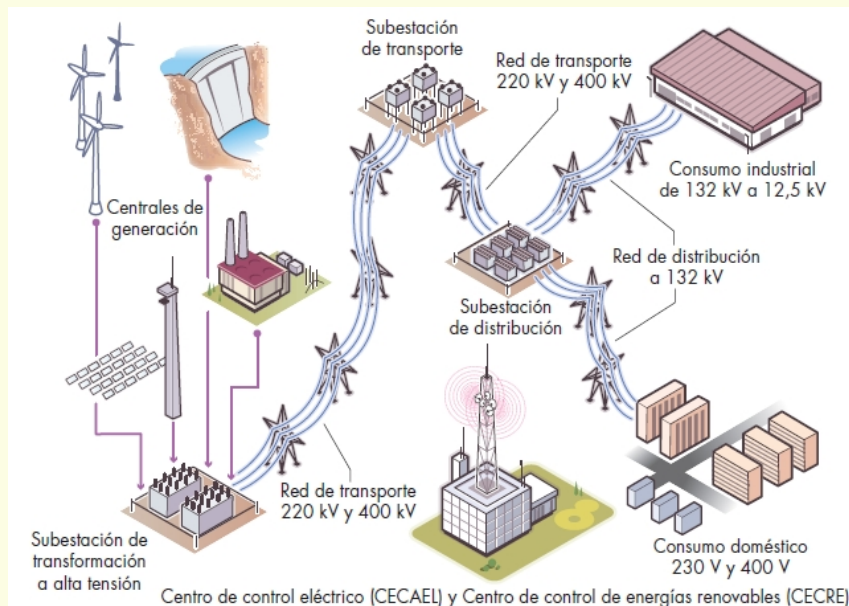 Subestación
de transporte
Red de transporte
220 kV y 400 kV
Centrales de
generación
Consumo industrial
de 132 kV a 12,5 kV
Red de distribución
a 132 kV
Subestación
de distribución
Red de transporte
220 kV y 400 kV
Subestación de
transformación
a alta tensión
Consumo doméstico
230 V y 400 V
Centro de control eléctrico (CECAEL) y Centro de control de energías renovables (CECRE)